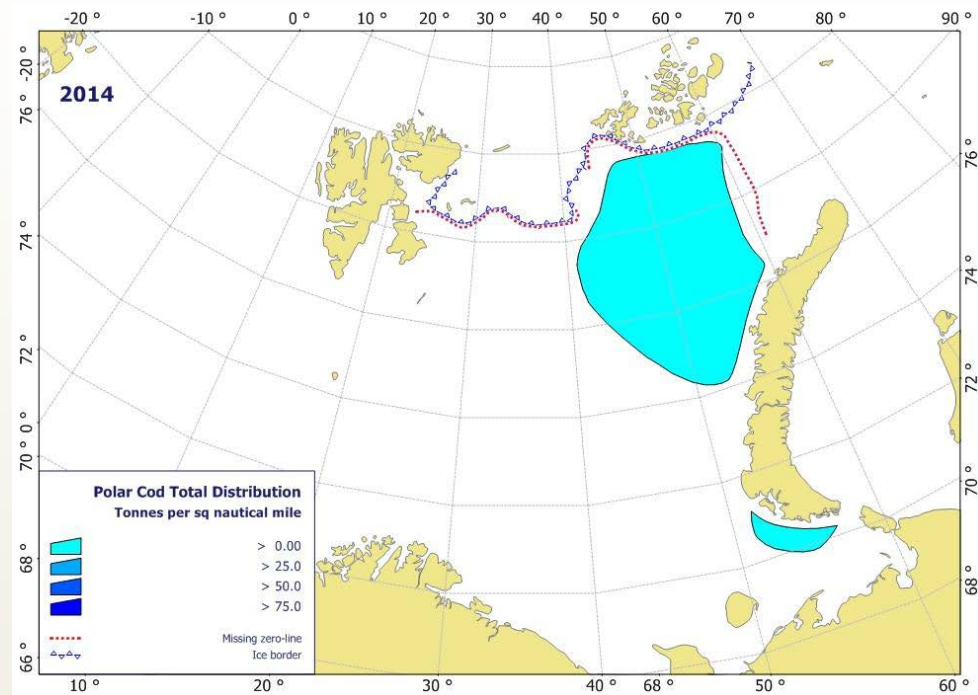 -20 ° -10 ° 0 ° 10 ° 20 ° 30 ° 40 ° 50 ° 60 ° 70 ° 80 ° 90 °
-20 °
76 °
2014
76 °
74 °
74 °
72 °
72 °
70 ° 0 °
70 °
70 °
68 °
68 °
66 °
Polar Cod Total Distribution
Tonnes per sq nautical mile
> 0.00
> 25.0
> 50.0
> 75.0
Missing zero-line
Ice border
10 ° 20 ° 30 ° 40 ° 68 ° 50 ° 60 °